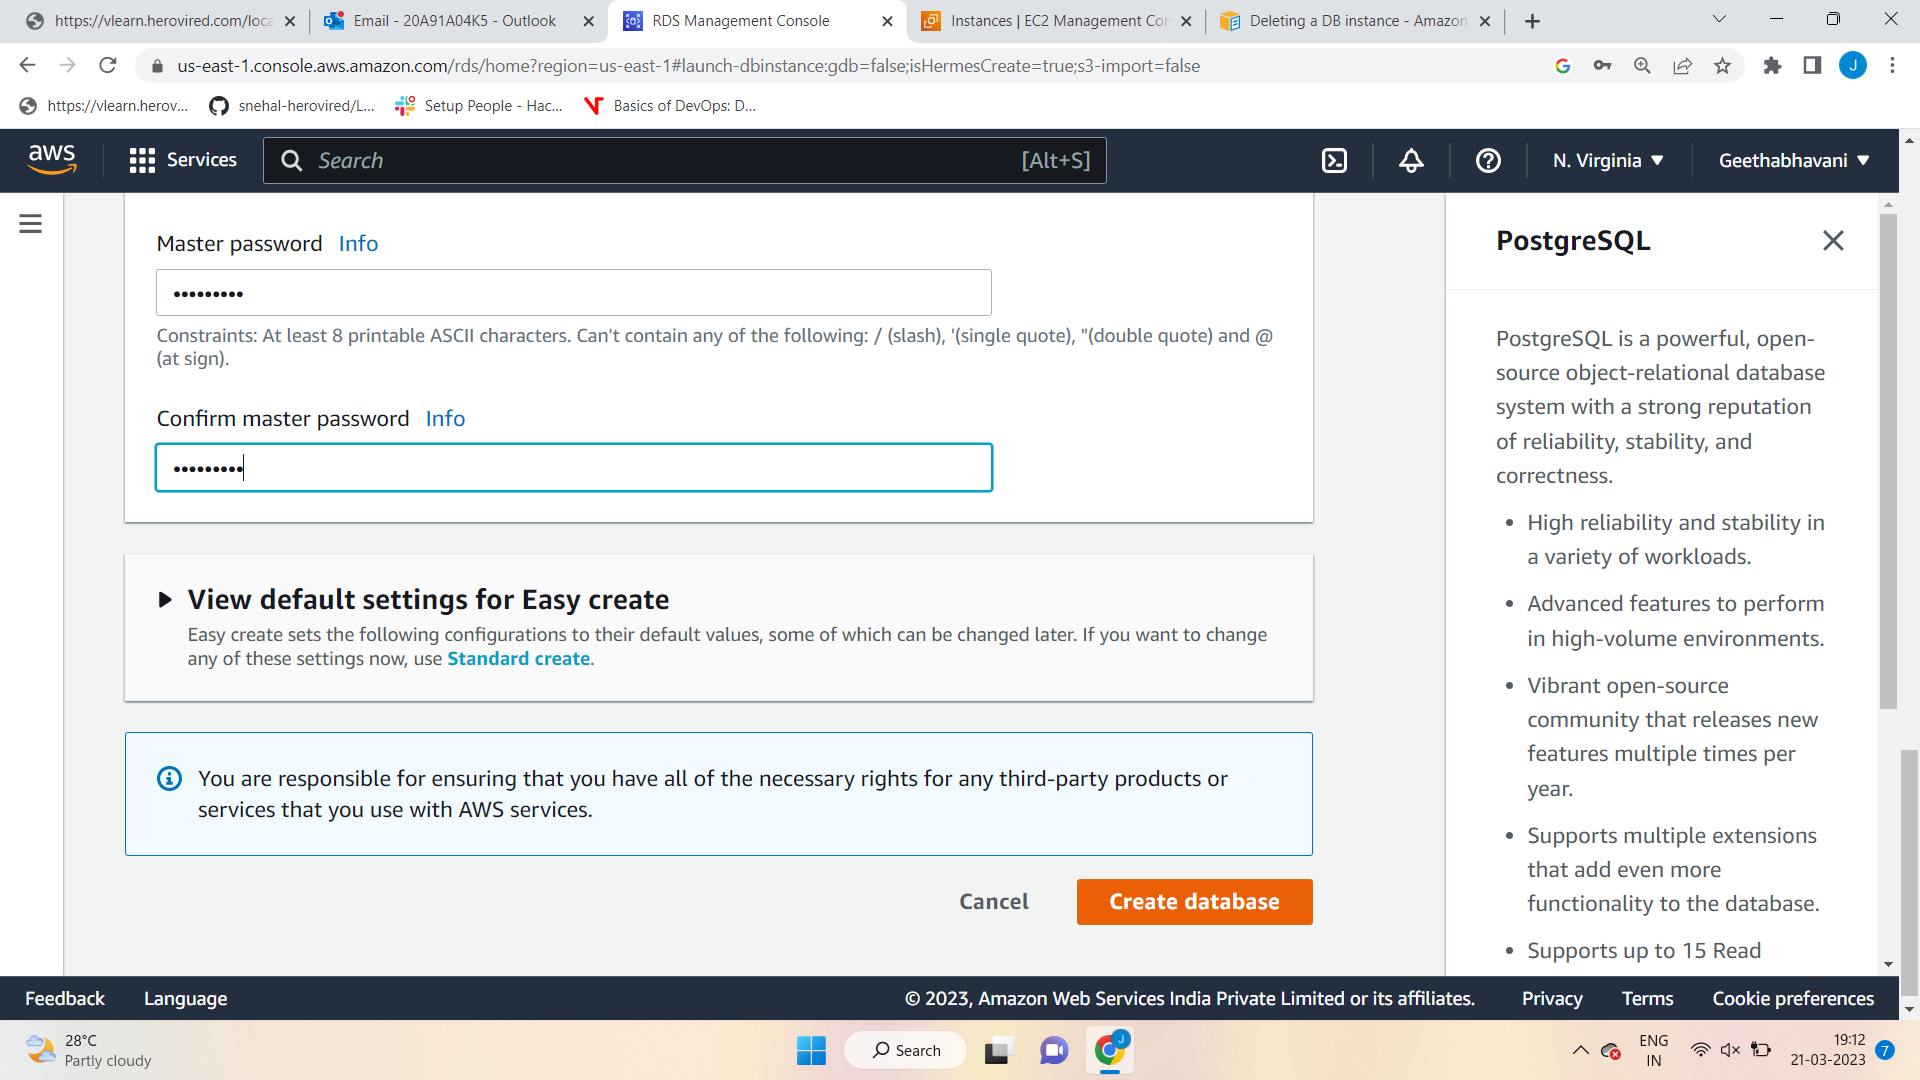 https://vlearn.herovired.com/loca
Email - 20A91A04K5 - Outlook
RDS Management Console
Instances | EC2 Management Con
Deleting a DB instance - Amazon
us-east-1.console.aws.amazon.com/rds/home?region=us-east-1#launch-dbinstance:gdb=false;isHermesCreate=true;s3-import=false
J
https://vlearn.herov...
snehal-herovired/L...
Setup People - Hac...
Basics of DevOps: D...
aws
Services
Search
[Alt+S]
N. Virginia
Geethabhavani
Master password Info
•••••••••
Constraints: At least 8 printable ASCII characters. Can't contain any of the following: / (slash), '(single quote), "(double quote) and @
(at sign).
Confirm master password Info
•••••••••
View default settings for Easy create
Easy create sets the following configurations to their default values, some of which can be changed later. If you want to change
any of these settings now, use Standard create.
You are responsible for ensuring that you have all of the necessary rights for any third-party products or
services that you use with AWS services.
Cancel
Create database
PostgreSQL
PostgreSQL is a powerful, open-
source object-relational database
system with a strong reputation
of reliability, stability, and
correctness.
• High reliability and stability in
a variety of workloads.
• Advanced features to perform
in high-volume environments.
• Vibrant open-source
community that releases new
features multiple times per
year.
• Supports multiple extensions
that add even more
functionality to the database.
• Supports up to 15 Read
Feedback
Language
© 2023, Amazon Web Services India Private Limited or its affiliates.
Privacy
Terms
Cookie preferences
28°C
Partly cloudy
Search
J
ENG
IN
19:12
21-03-2023
7